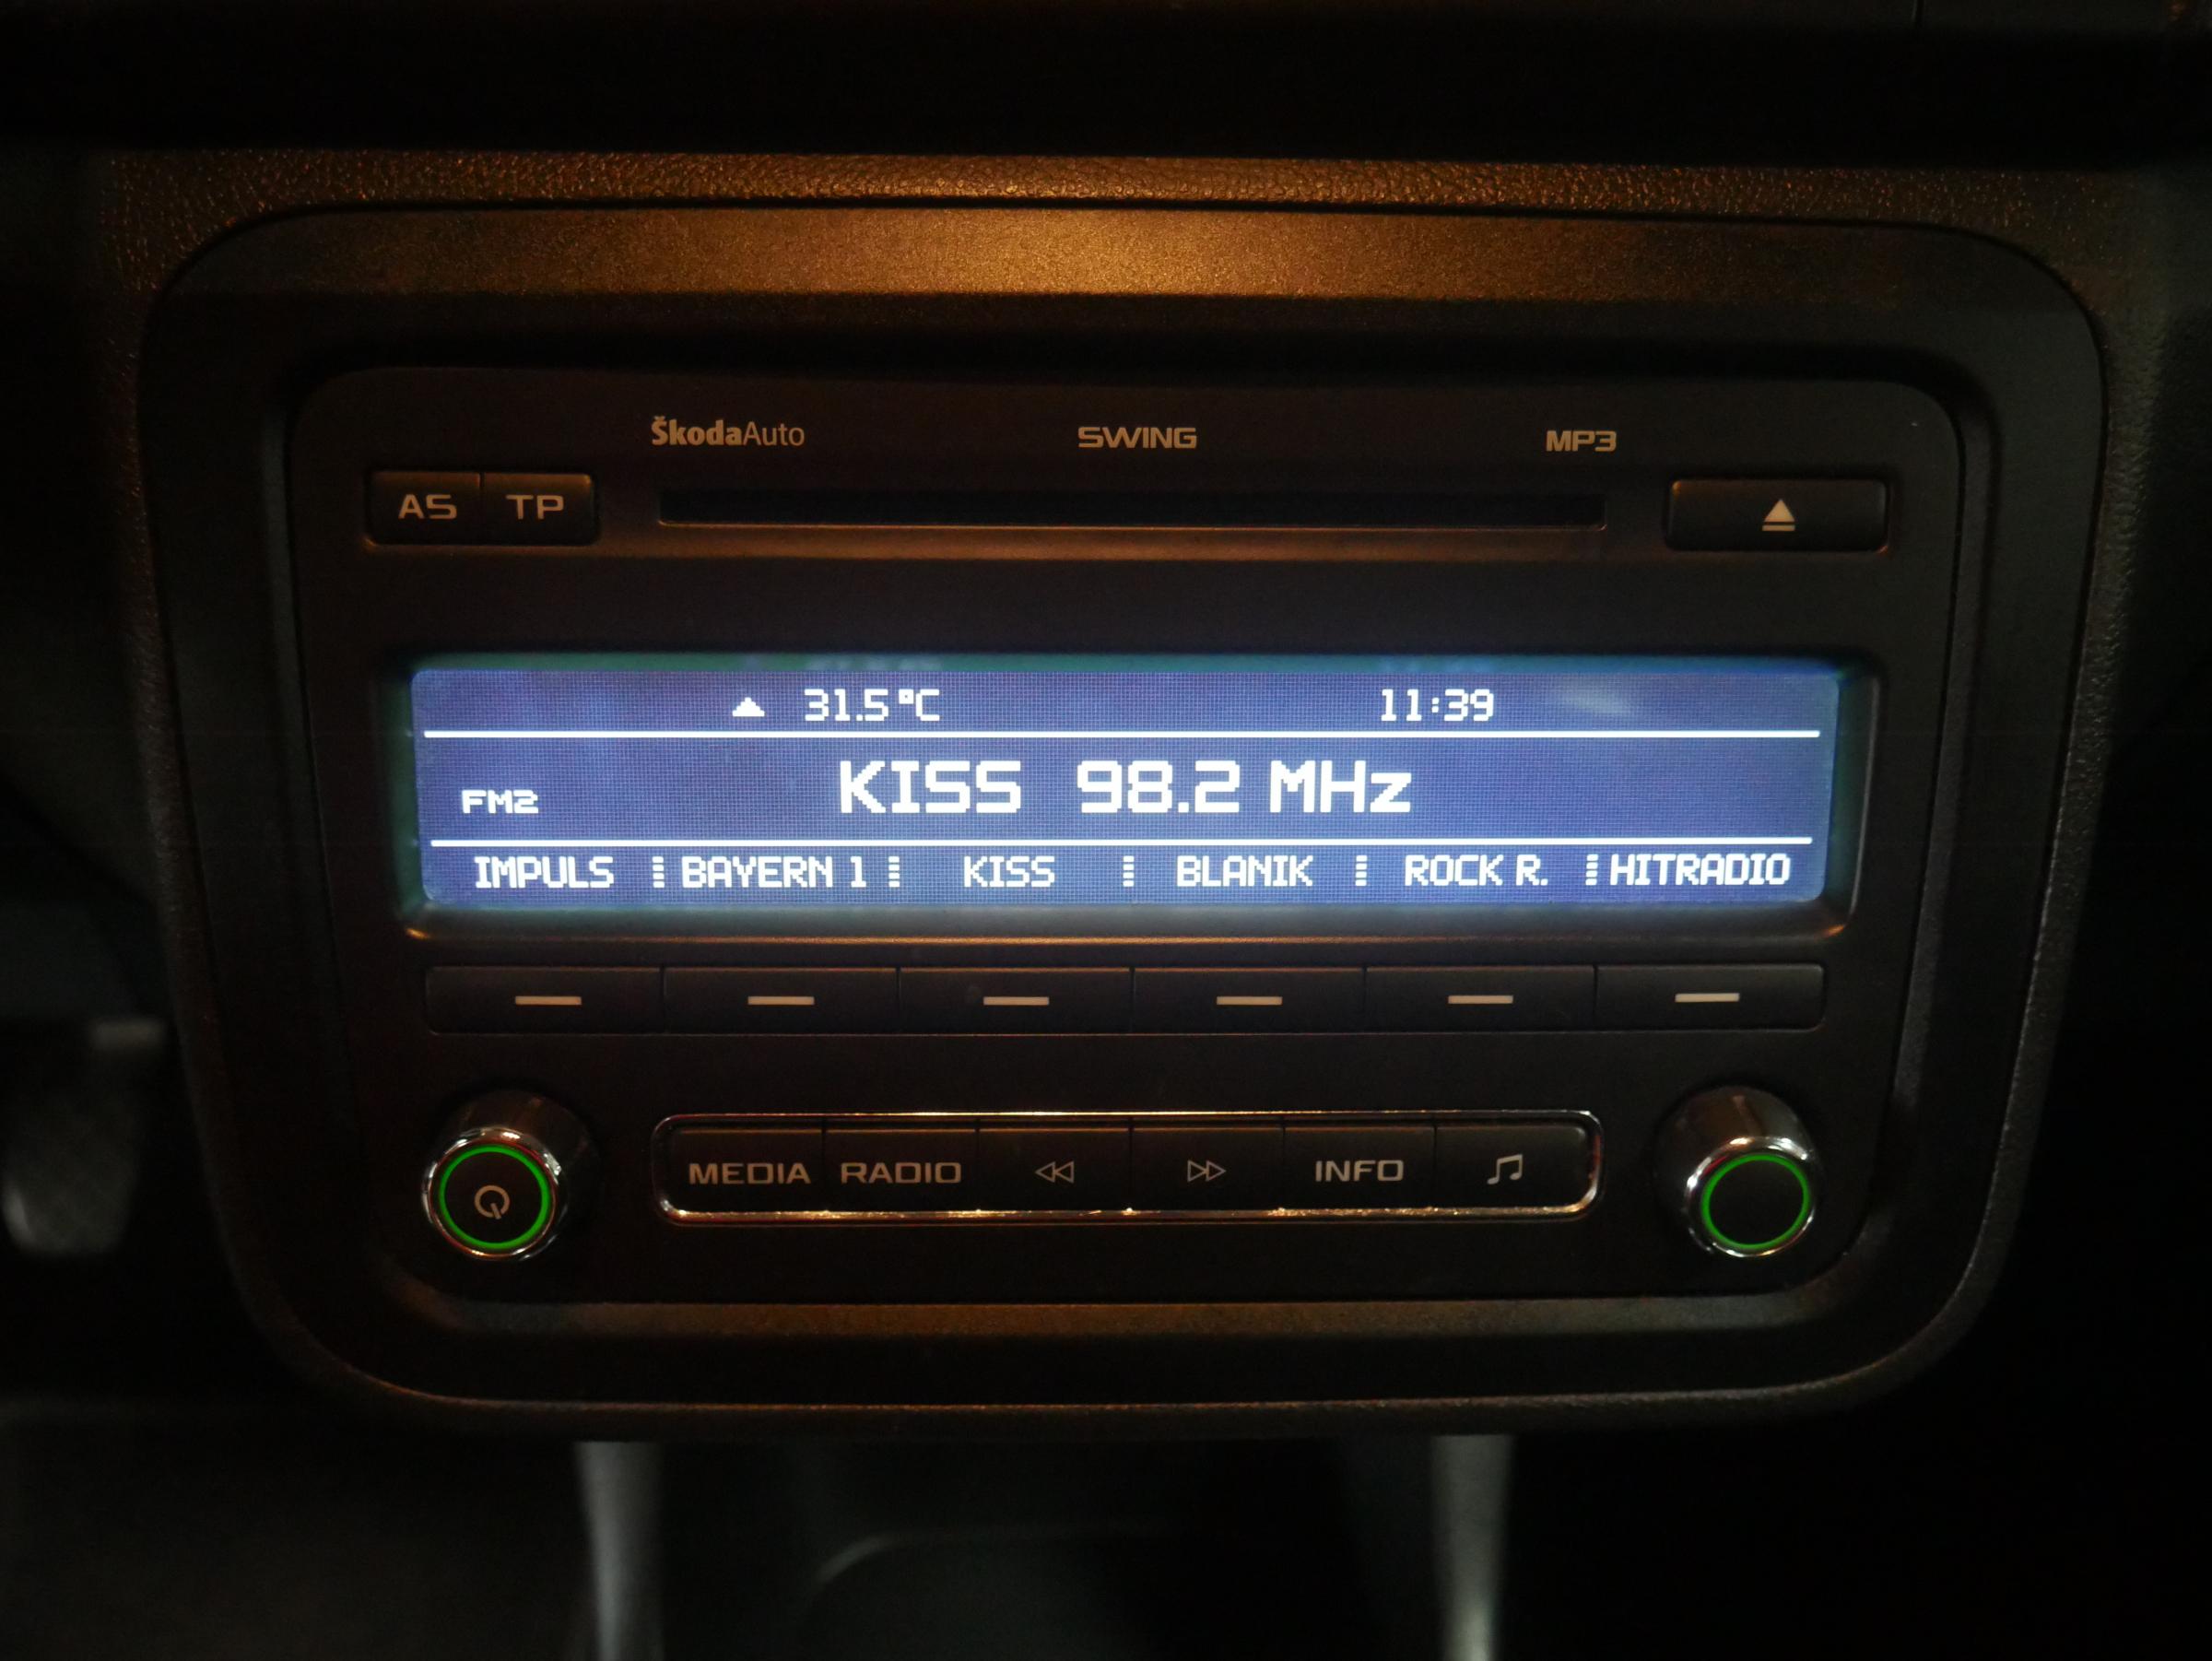 ŠkodaAuto SWING MP3
AS TP
31.5°C 11:39
FM2 KISS 98.2 MHz
IMPULS BAYERN 1 KISS BLANIK ROCK R. HITRADIO
MEDIA RADIO INFO